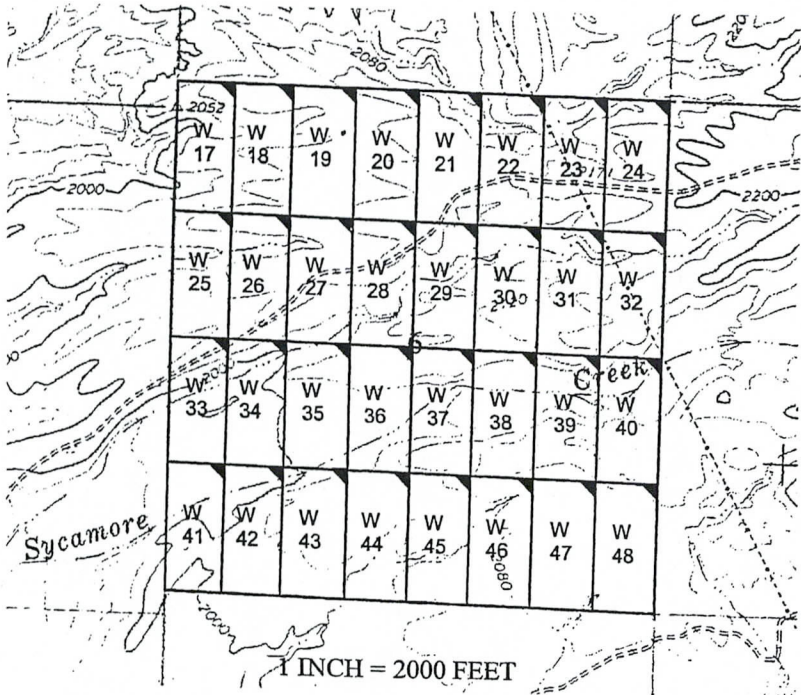 2080
2052
W 17
W 18
W 19
W 20
W 21
W 22
W 23
W 24
2000
2200
W 25
W 26
W 27
W 28
W 29
W 30
W 31
W 32
6
Creek
W 33
W 34
W 35
W 36
W 37
W 38
W 39
W 40
Sycamore
W 41
W 42
W 43
W 44
W 45
W 46
W 47
W 48
2080
2000
1 INCH = 2000 FEET